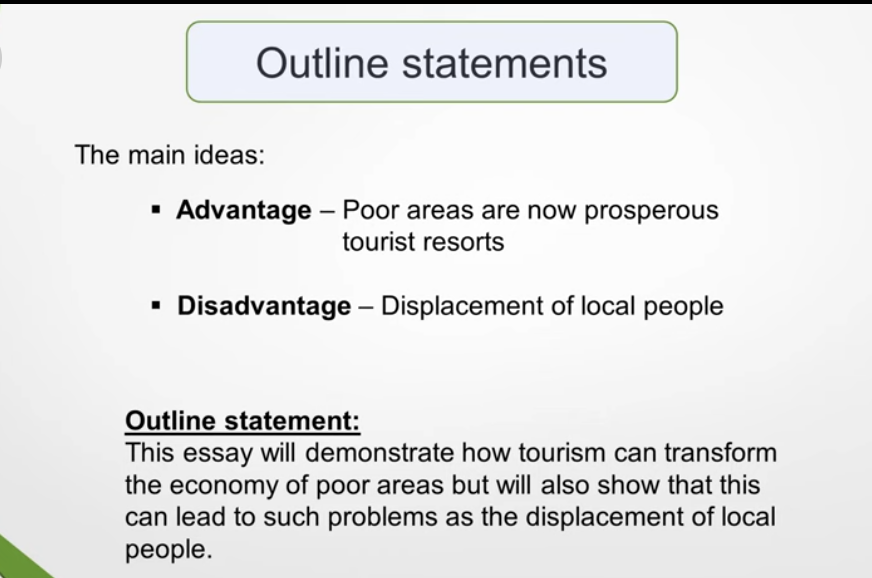 Outline statements
The main ideas:
▪ Advantage – Poor areas are now prosperous
tourist resorts
▪ Disadvantage – Displacement of local people
Outline statement:
This essay will demonstrate how tourism can transform
the economy of poor areas but will also show that this
can lead to such problems as the displacement of local
people.